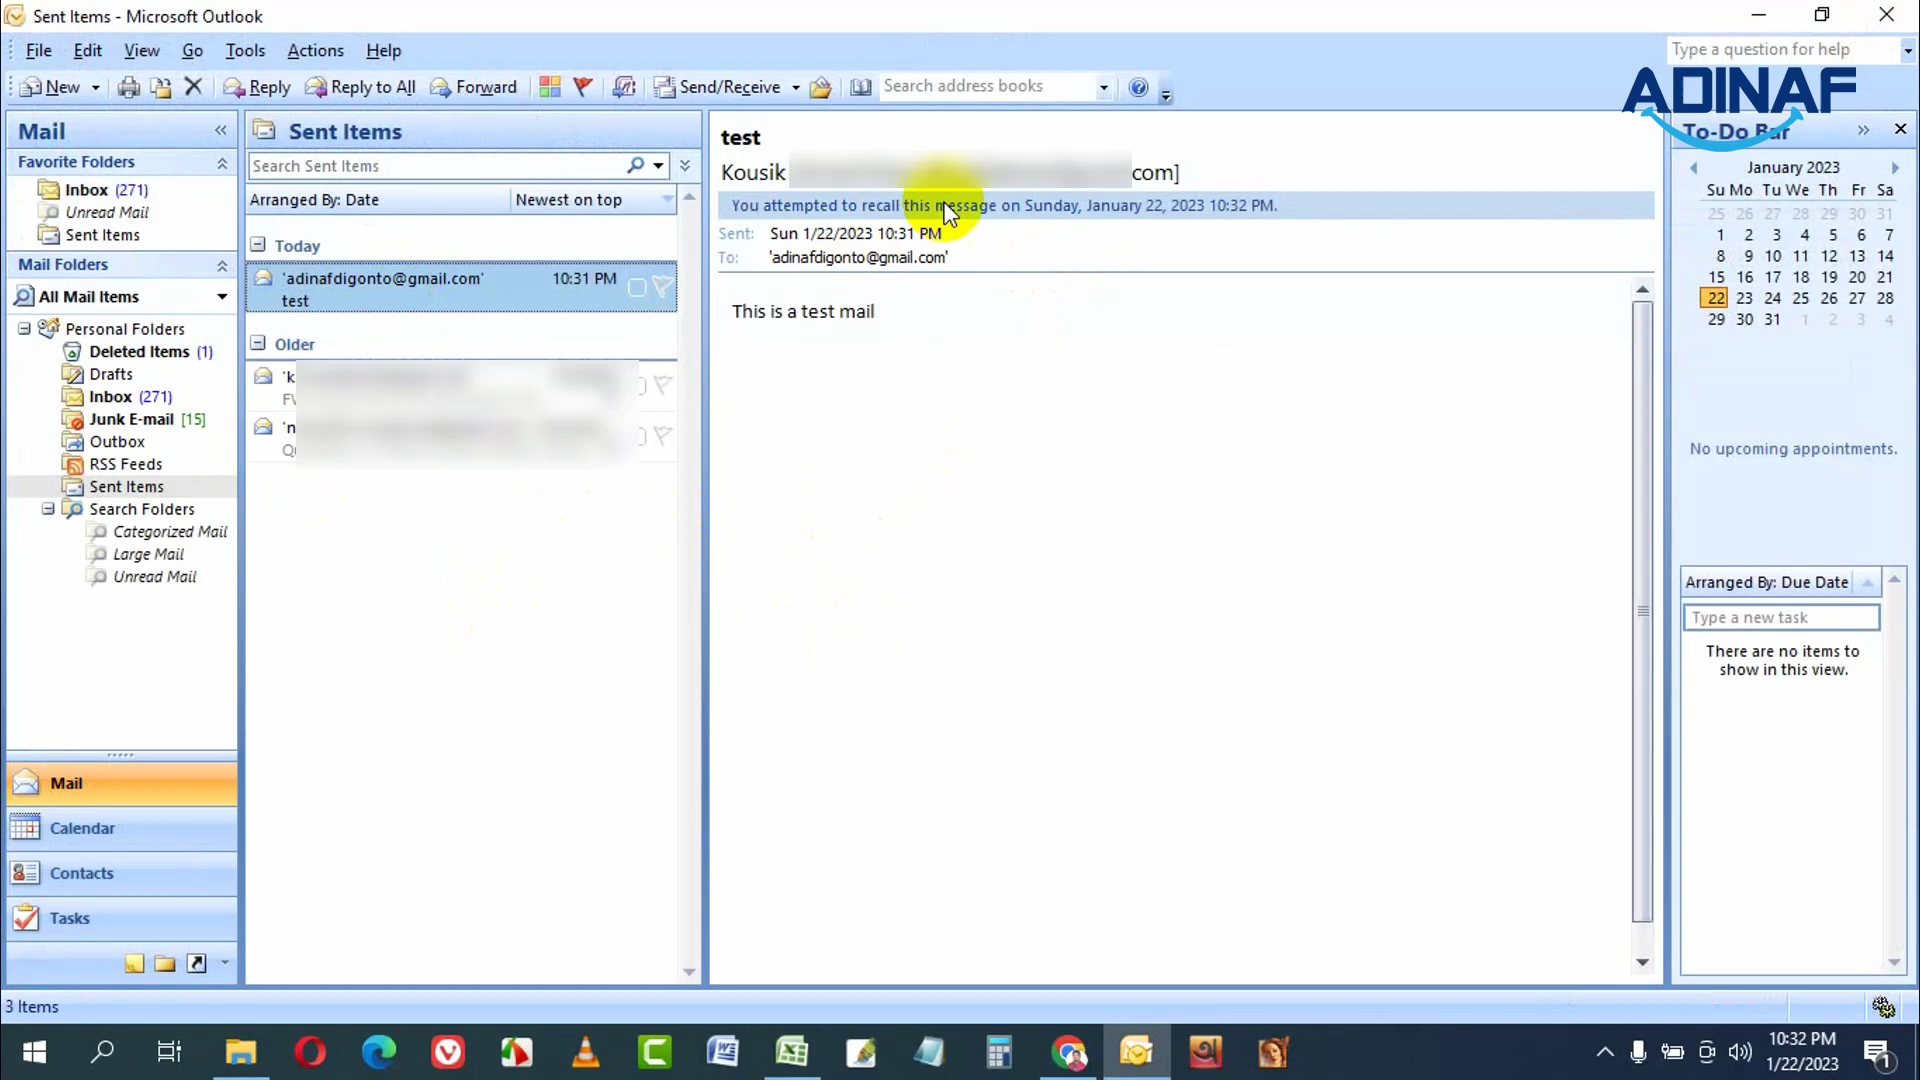 Sent Items - Microsoft Outlook
File Edit View Go Tools Actions Help
Type a question for help
New Reply Reply to All Forward Send/Receive Search address books
ADINAF
Mail
Favorite Folders
Inbox (271)
Unread Mail
Sent Items
Mail Folders
All Mail Items
Personal Folders
Deleted Items (1)
Drafts
Inbox (271)
Junk E-mail [15]
Outbox
RSS Feeds
Sent Items
Search Folders
Categorized Mail
Large Mail
Unread Mail
Mail
Calendar
Contacts
Tasks
3 Items
Sent Items
Search Sent Items
Arranged By: Date Newest on top
Today
'adinafdigonto@gmail.com' 10:31 PM
test
Older
'k
'n
test
Kousik com]
You attempted to recall this message on Sunday, January 22, 2023 10:32 PM.
Sent: Sun 1/22/2023 10:31 PM
To: 'adinafdigonto@gmail.com'
This is a test mail
To-Do Bar
January 2023
Su Mo Tu We Th Fr Sa
25 26 27 28 29 30 31
1 2 3 4 5 6 7
8 9 10 11 12 13 14
15 16 17 18 19 20 21
22 23 24 25 26 27 28
29 30 31 1 2 3 4
No upcoming appointments.
Arranged By: Due Date
Type a new task
There are no items to
show in this view.
10:32 PM
1/22/2023
1